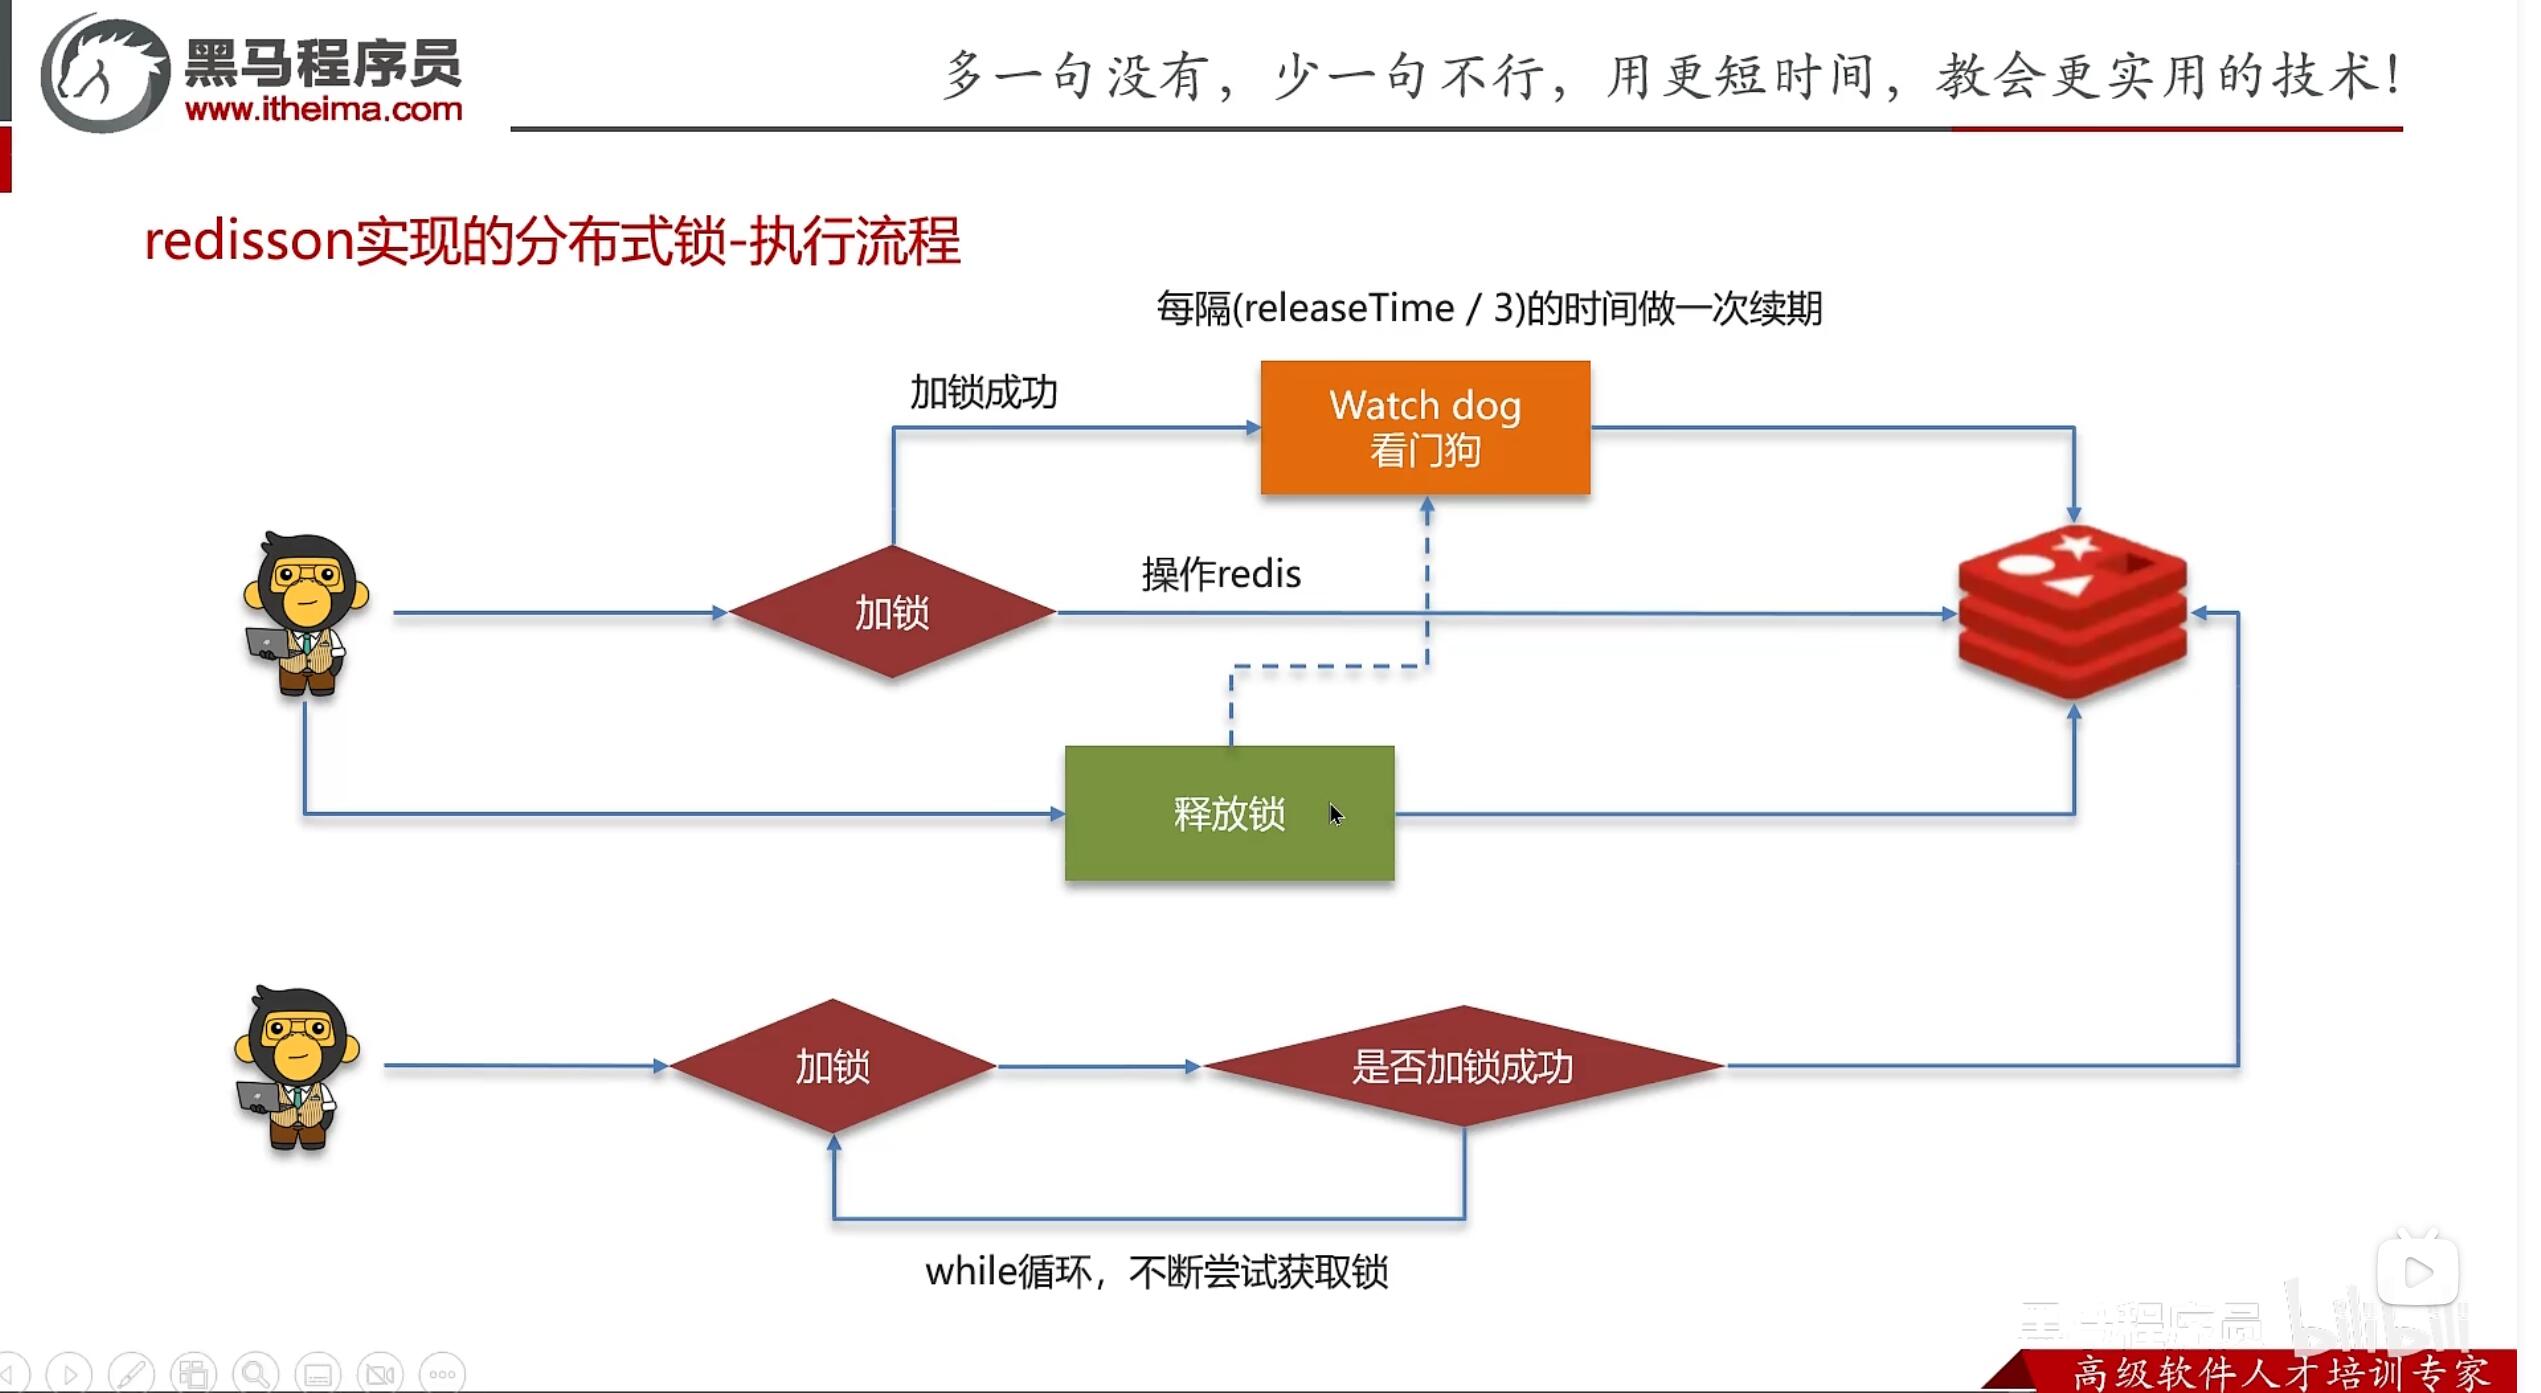 黑马程序员
www.itheima.com
多一句没有，少一句不行，用更短时间，教会更实用的技术！
redisson实现的分布式锁-执行流程
每隔(releaseTime / 3)的时间做一次续期
加锁成功
Watch dog
看门狗
操作redis
加锁
释放锁
加锁
是否加锁成功
while循环，不断尝试获取锁
黑马程序员
bilibili
高级软件人才培训专家